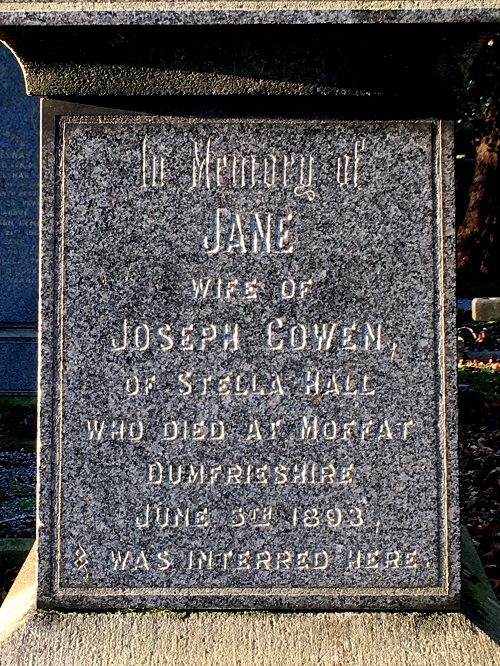 In Memory of
JANE
WIFE OF
JOSEPH COWEN,
OF STELLA HALL
WHO DIED AT MOFFAT
DUMFRIESHIRE
JUNE 5TH 1893,
& WAS INTERRED HERE.